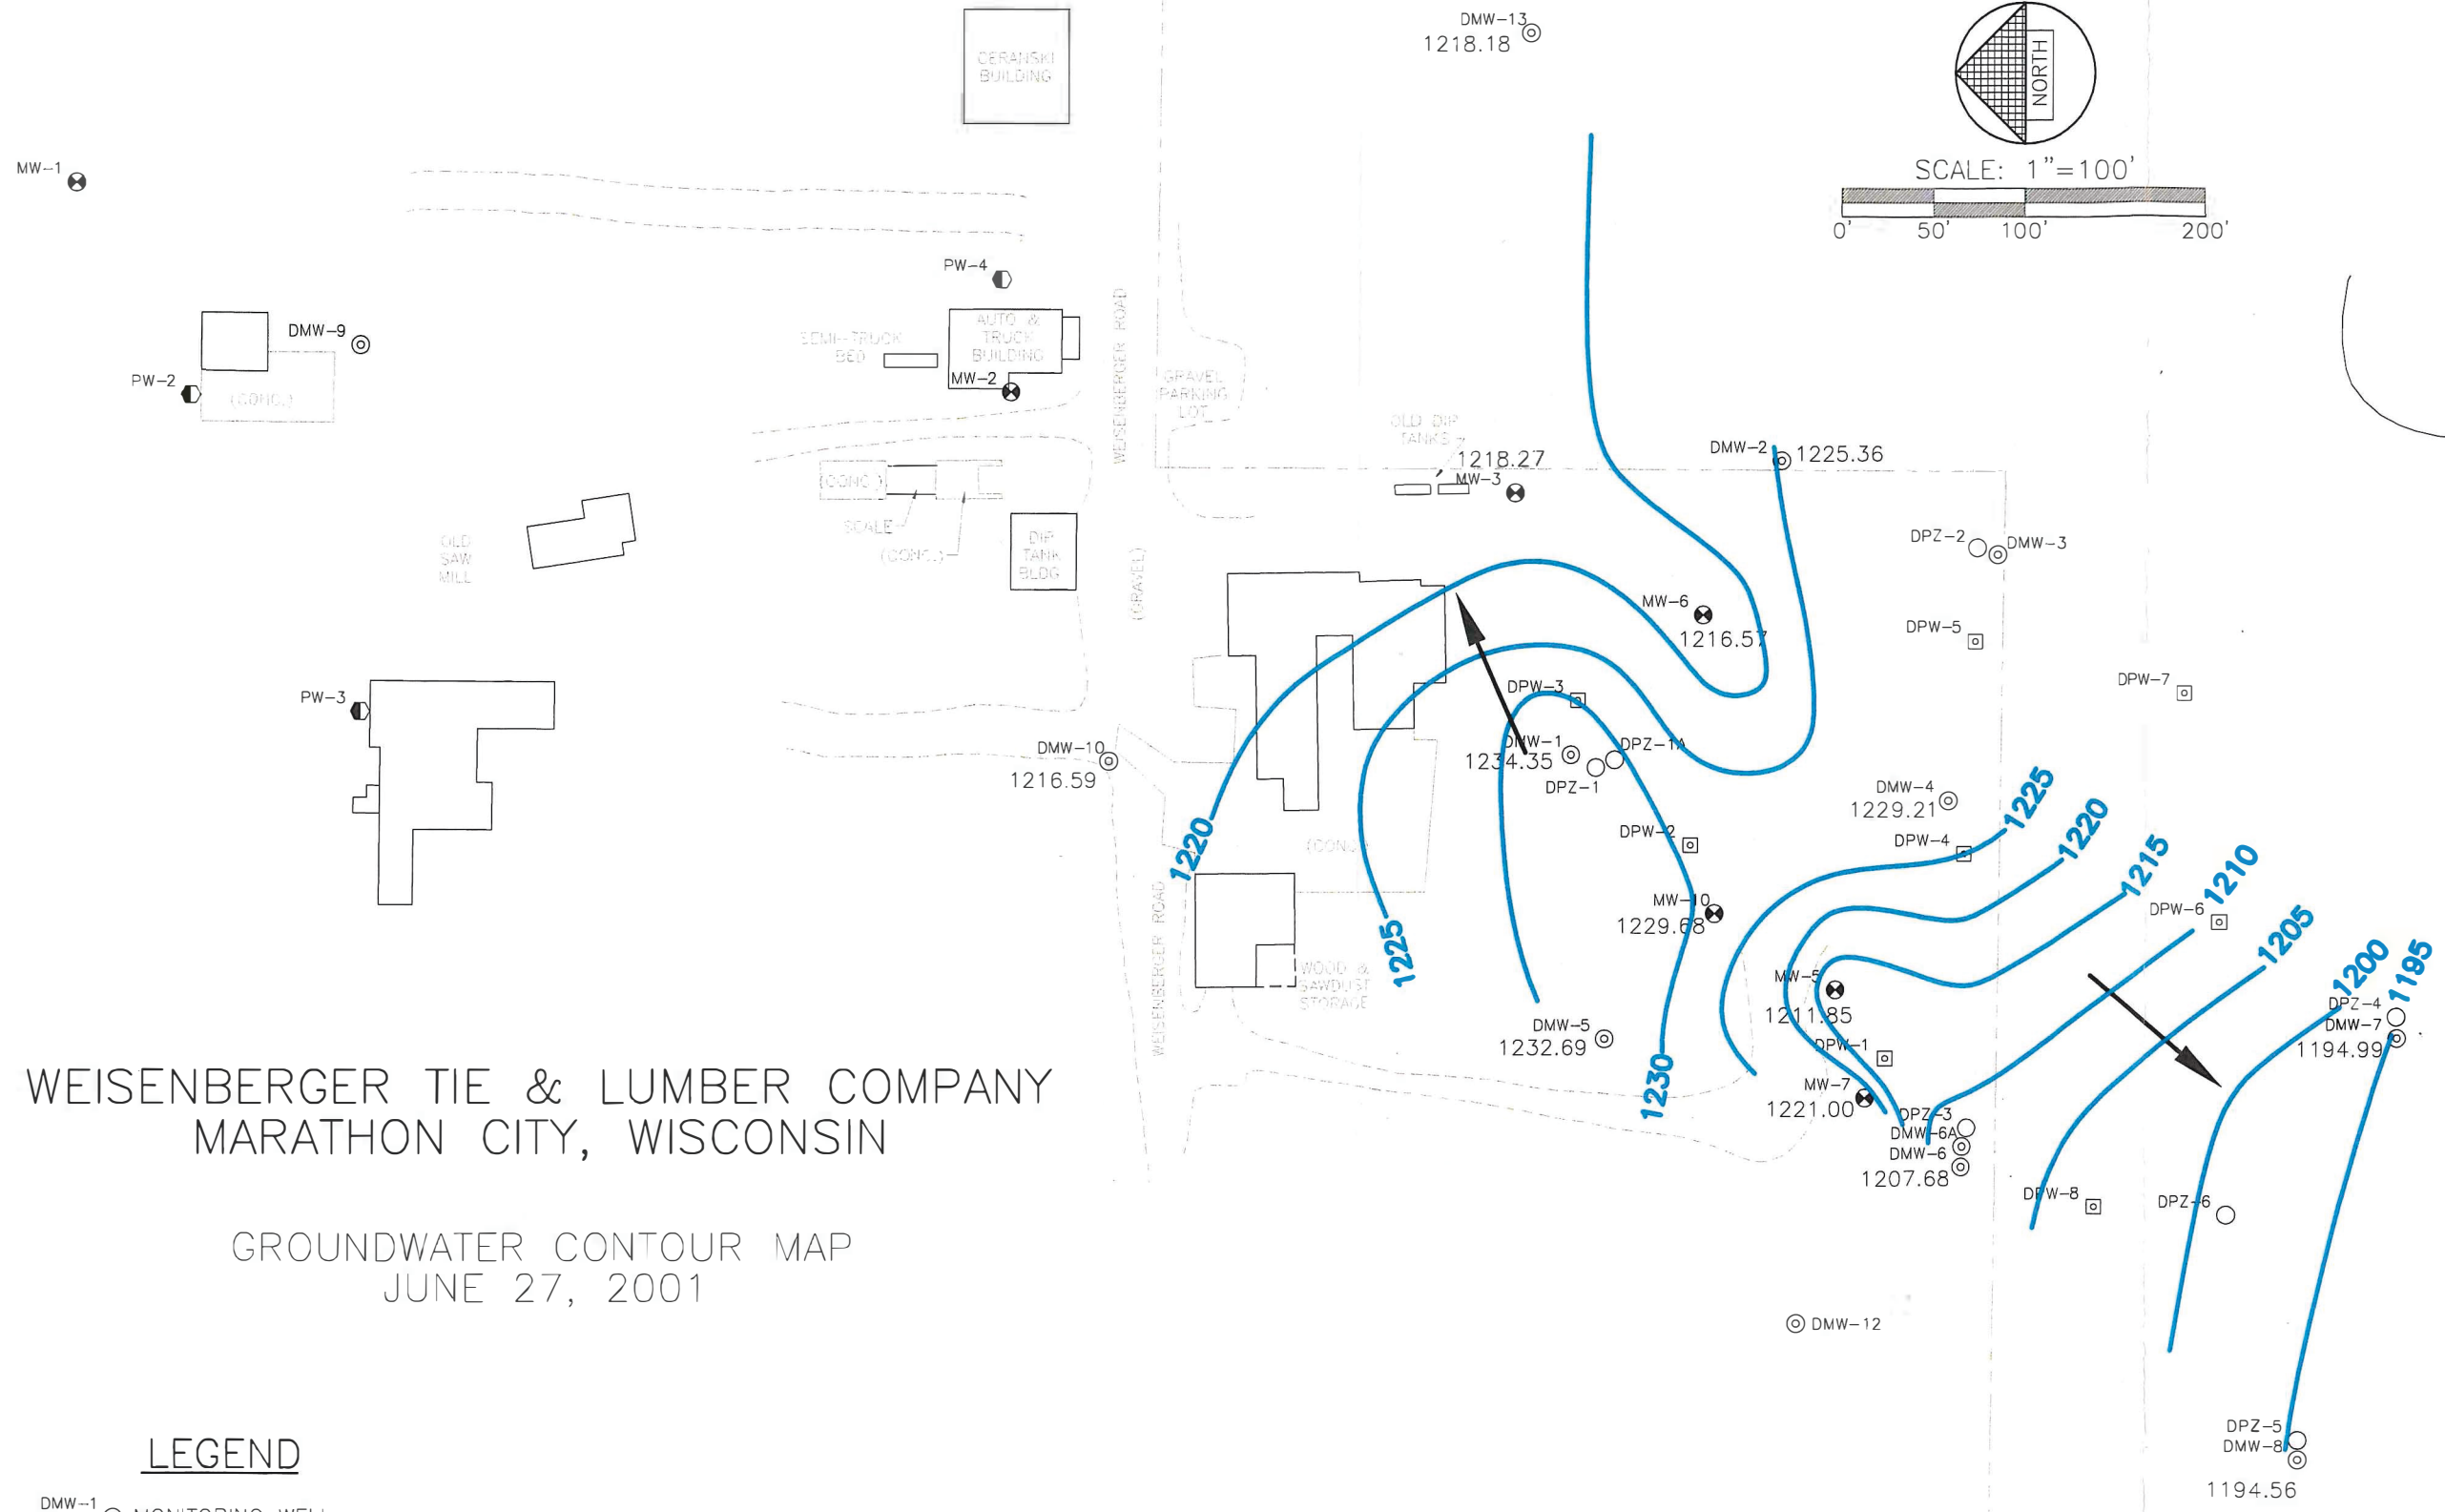 DMW-13
1218.18
CERANSKI
BUILDING
NORTH
SCALE: 1"=100'
0' 50' 100' 200'
MW-1
PW-4
AUTO &
TRUCK
BUILDING
SEMI-TRUCK
BED
MW-2
DMW-9
PW-2
(CONC.)
WEISENBERGER ROAD
GRAVEL
PARKING
LOT
OLD DIP
TANKS
1218.27
MW-3
DMW-2
1225.36
(CONC.)
SCALE
(CONC.)
DIP
TANK
BLDG
(GRAVEL)
OLD
SAW
MILL
DPZ-2
DMW-3
MW-6
1216.57
DPW-5
DPW-7
PW-3
DPW-3
DMW-1
1234.35
DPZ-1A
DPZ-1
DMW-10
1216.59
DMW-4
1229.21
DPW-4
DPW-2
1220
(CONC.)
1225
1220
1215
1210
1205
1200
1195
DPW-6
MW-10
1229.68
1225
WOOD &
SAWDUST
STORAGE
WEISENBERGER ROAD
MW-5
1211.85
DPZ-4
DMW-7
1194.99
DMW-5
1232.69
DPW-1
1230
MW-7
1221.00
DPZ-3
DMW-6A
DMW-6
1207.68
DPW-8
DPZ-6
WEISENBERGER TIE & LUMBER COMPANY
MARATHON CITY, WISCONSIN
GROUNDWATER CONTOUR MAP
JUNE 27, 2001
DMW-12
DPZ-5
DMW-8
1194.56
LEGEND
DMW-1
MONITORING WELL